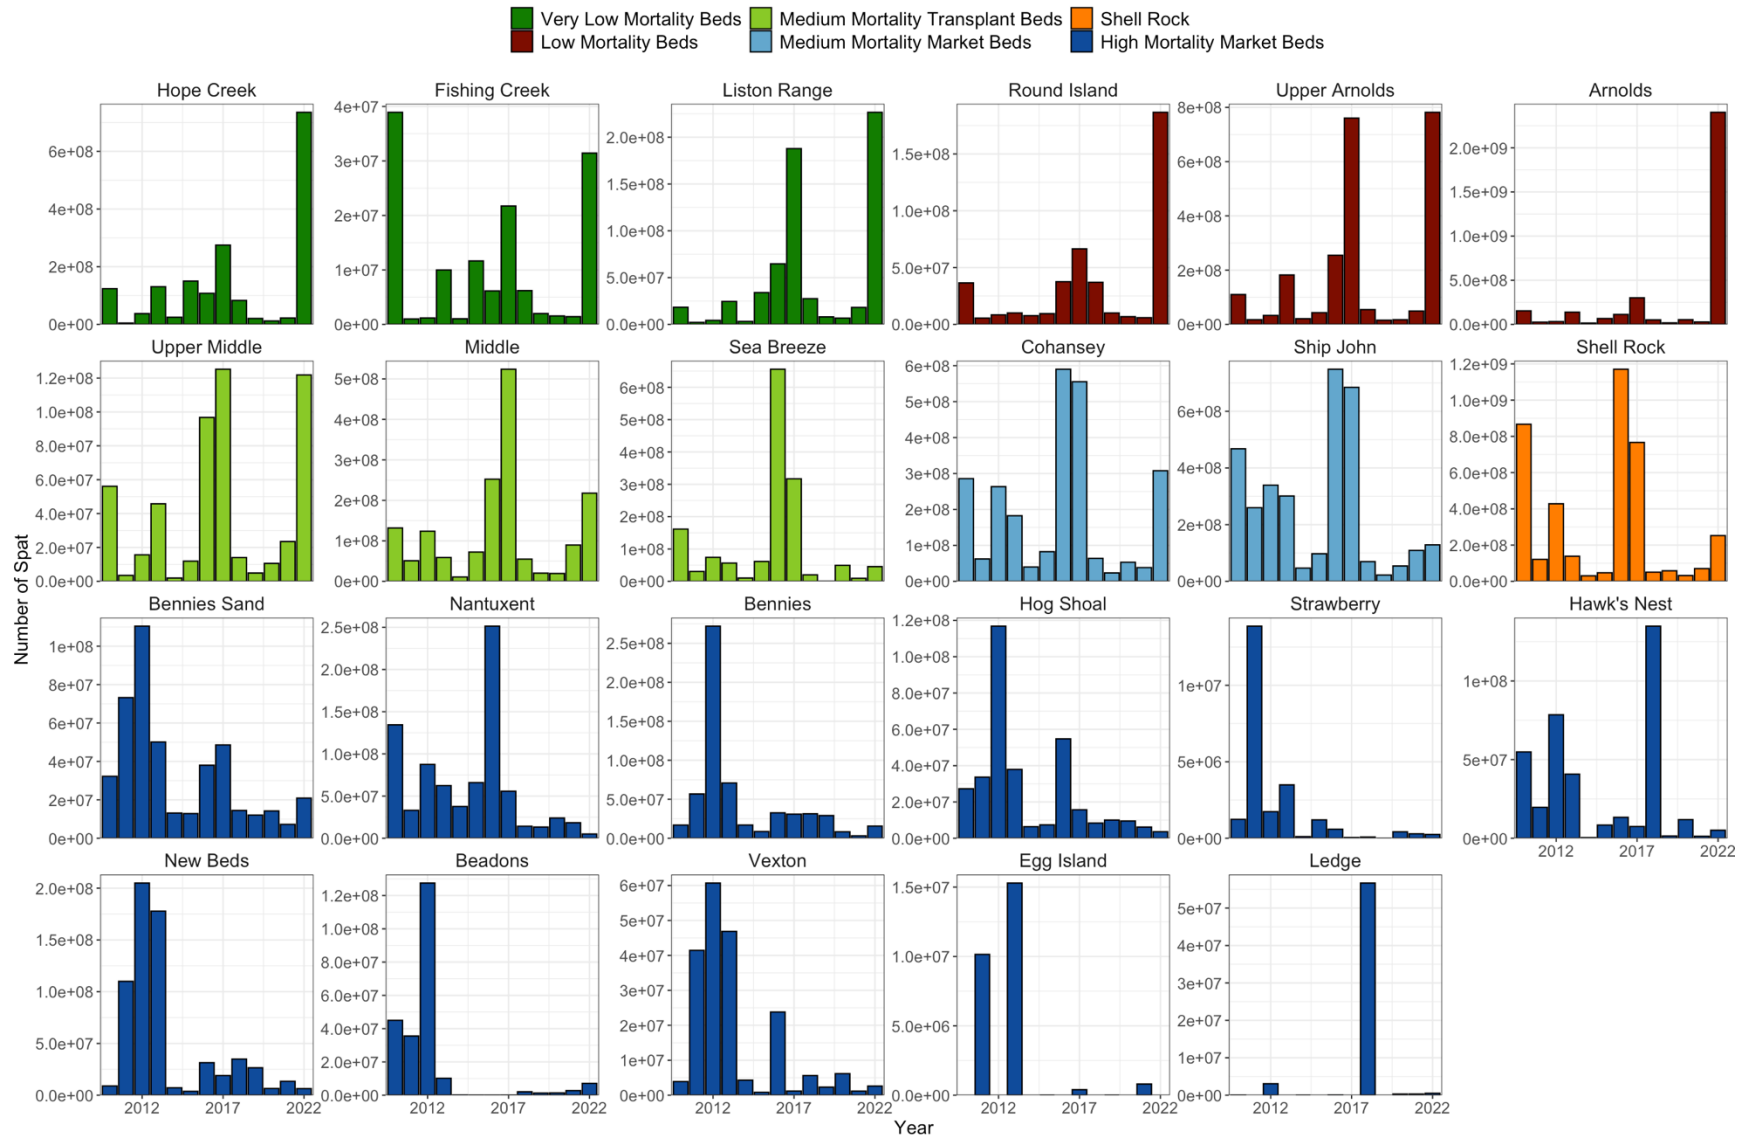 Very Low Mortality Beds Medium Mortality Transplant Beds Shell Rock
Low Mortality Beds Medium Mortality Market Beds High Mortality Market Beds
Hope Creek Fishing Creek Liston Range Round Island Upper Arnolds Arnolds
6e+08
4e+08
2e+08
0e+00
4e+07
3e+07
2e+07
1e+07
0e+00
2.0e+08
1.5e+08
1.0e+08
5.0e+07
0.0e+00
1.5e+08
1.0e+08
5.0e+07
0.0e+00
8e+08
6e+08
4e+08
2e+08
0e+00
2.0e+09
1.5e+09
1.0e+09
5.0e+08
0.0e+00
Upper Middle Middle Sea Breeze Cohansey Ship John Shell Rock
1.2e+08
1.0e+08
8.0e+07
6.0e+07
4.0e+07
2.0e+07
0.0e+00
5e+08
4e+08
3e+08
2e+08
1e+08
0e+00
6e+08
5e+08
4e+08
3e+08
2e+08
1e+08
0e+00
6e+08
5e+08
4e+08
3e+08
2e+08
1e+08
0e+00
6e+08
4e+08
2e+08
0e+00
1.2e+09
1.0e+09
8.0e+08
6.0e+08
4.0e+08
2.0e+08
0.0e+00
Number of Spat
Bennies Sand Nantuxent Bennies Hog Shoal Strawberry Hawk's Nest
1e+08
8e+07
6e+07
4e+07
2e+07
0e+00
2.5e+08
2.0e+08
1.5e+08
1.0e+08
5.0e+07
0.0e+00
2.5e+08
2.0e+08
1.5e+08
1.0e+08
5.0e+07
0.0e+00
1.2e+08
1.0e+08
8.0e+07
6.0e+07
4.0e+07
2.0e+07
0.0e+00
1e+07
5e+06
0e+00
1e+08
5e+07
0e+00
2012 2017 2022
New Beds Beadons Vexton Egg Island Ledge
2.0e+08
1.5e+08
1.0e+08
5.0e+07
0.0e+00
1.2e+08
1.0e+08
8.0e+07
6.0e+07
4.0e+07
2.0e+07
0.0e+00
6e+07
5e+07
4e+07
3e+07
2e+07
1e+07
0e+00
1.5e+07
1.0e+07
5.0e+06
0.0e+00
5e+07
4e+07
3e+07
2e+07
1e+07
0e+00
2012 2017 2022 2012 2017 2022 2012 2017 2022 2012 2017 2022 2012 2017 2022
Year